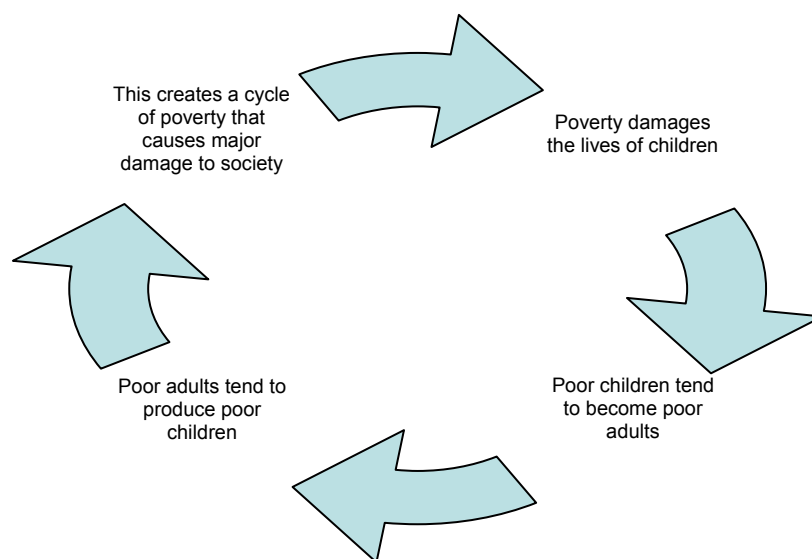 This creates a cycle
of poverty that
causes major
damage to society
Poverty damages
the lives of children
Poor children tend
to become poor
adults
Poor adults tend to
produce poor
children